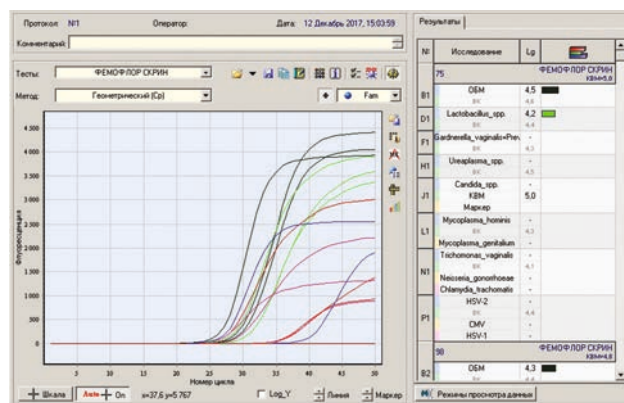 Протокол: №1 Оператор: Дата: 12 Декабрь 2017, 15:03:59
Комментарий:
Тесты: ФЕМОФЛОР СКРИН
Метод: Геометрический (Cp) Fam
Флуоресценция
4 500
4 000
3 500
3 000
2 500
2 000
1 500
1 000
500
0
5 10 15 20 25 30 35 40 45 50
Номер цикла
Шкала Auto On x=37,6 y=5.767 Log_Y Линия Маркер
Результаты
№ Исследование Lg
75 ФЕМОФЛОР СКРИН
КВМ=5,0
B1 ОБМ 4,5
ВК 4,6
D1 Lactobacillus_spp. 4,2
ВК 4,4
F1 Gardnerella_vaginalis+Prev -
ВК 4,3
H1 Ureaplasma_spp. -
ВК 4,5
J1 Candida_spp. -
КВМ 5,0
Маркер -
L1 Mycoplasma_hominis -
ВК 4,3
Mycoplasma_genitalium -
N1 Trichomonas_vaginalis -
ВК 4,1
Neisseria_gonorrhoeae -
Chlamydia_trachomatis -
P1 HSV-2 -
ВК 4,4
CMV -
HSV-1 -
98 ФЕМОФЛОР СКРИН
КВМ=4,8
B2 ОБМ 4,3
Режимы просмотра данных